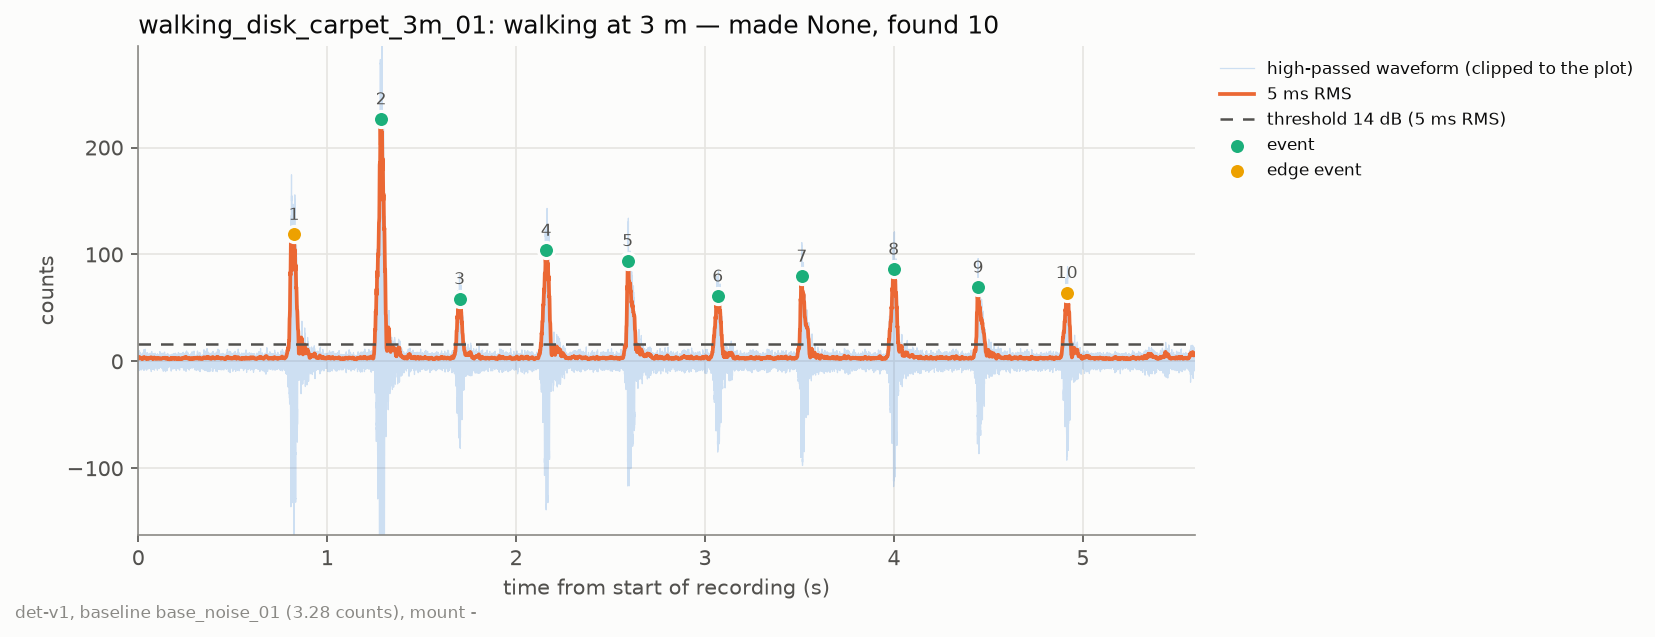 walking_disk_carpet_3m_01: walking at 3 m — made None, found 10
high-passed waveform (clipped to the plot)
5 ms RMS
threshold 14 dB (5 ms RMS)
event
edge event
counts
200
100
0
−100
1
2
3
4
5
6
7
8
9
10
0
1
2
3
4
5
time from start of recording (s)
det-v1, baseline base_noise_01 (3.28 counts), mount -